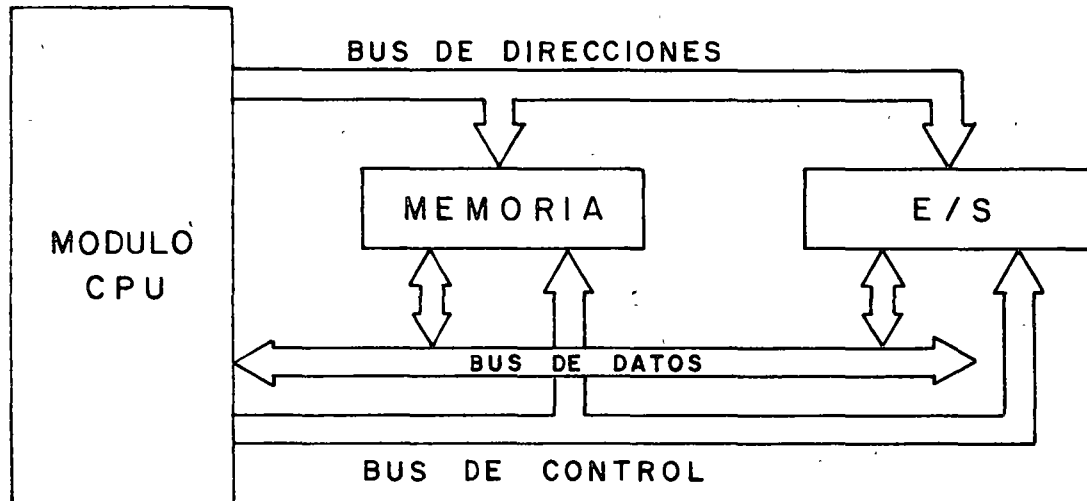 BUS DE DIRECCIONES
MEMORIA
E/S
MODULO
CPU
BUS DE DATOS
BUS DE CONTROL